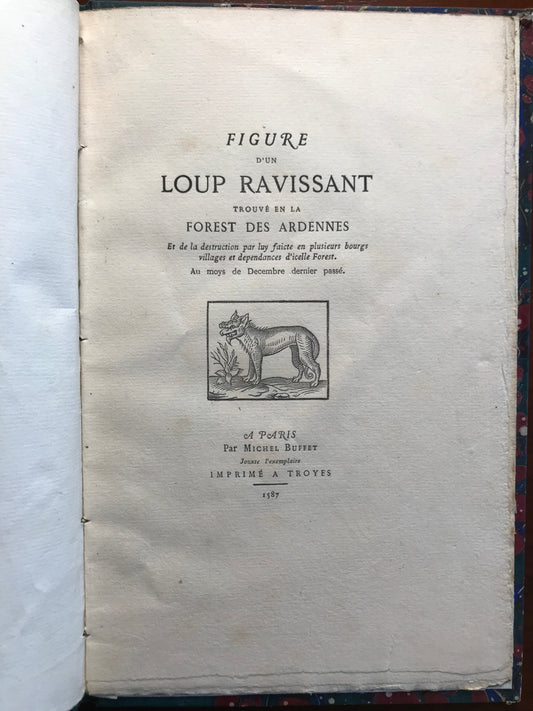 FIGURE
D'UN
LOUP RAVISSANT
TROUVÉ EN LA
FOREST DES ARDENNES
Et de la destruction par luy faicte en plusieurs bourgs
villages et dependances d'icelle Forest.
Au moys de Decembre dernier passé.
A PARIS
Par MICHEL BUFFET
Jouxte l'exemplaire
IMPRIMÉ A TROYES
1587